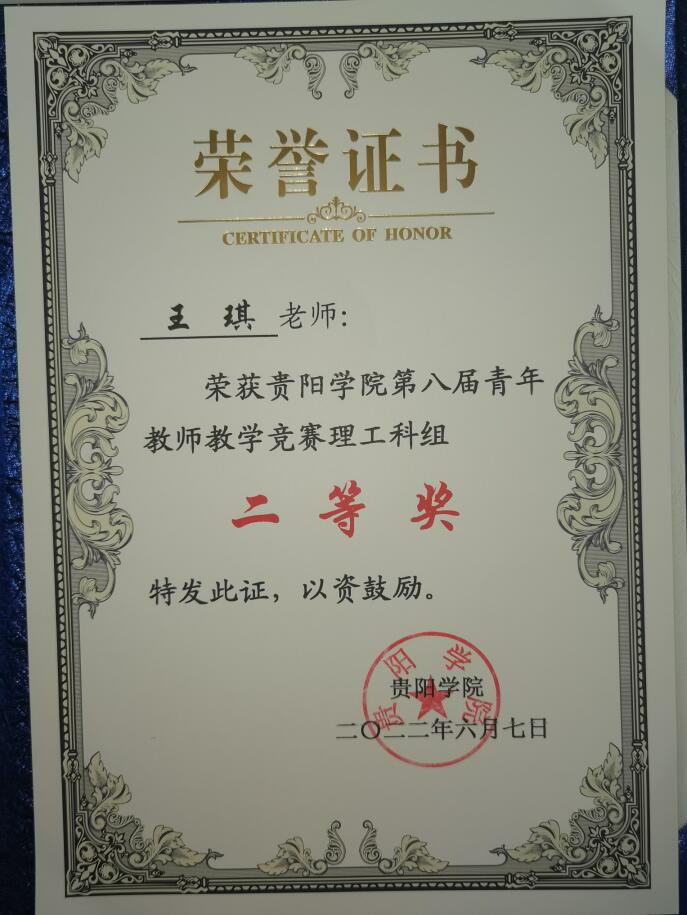 荣誉证书
CERTIFICATE OF HONOR
王 琪 老师：
荣获贵阳学院第八届青年
教师教学竞赛理工科组
二 等 奖
特发此证，以资鼓励。
贵阳学院
贵阳学院
二〇二二年六月七日